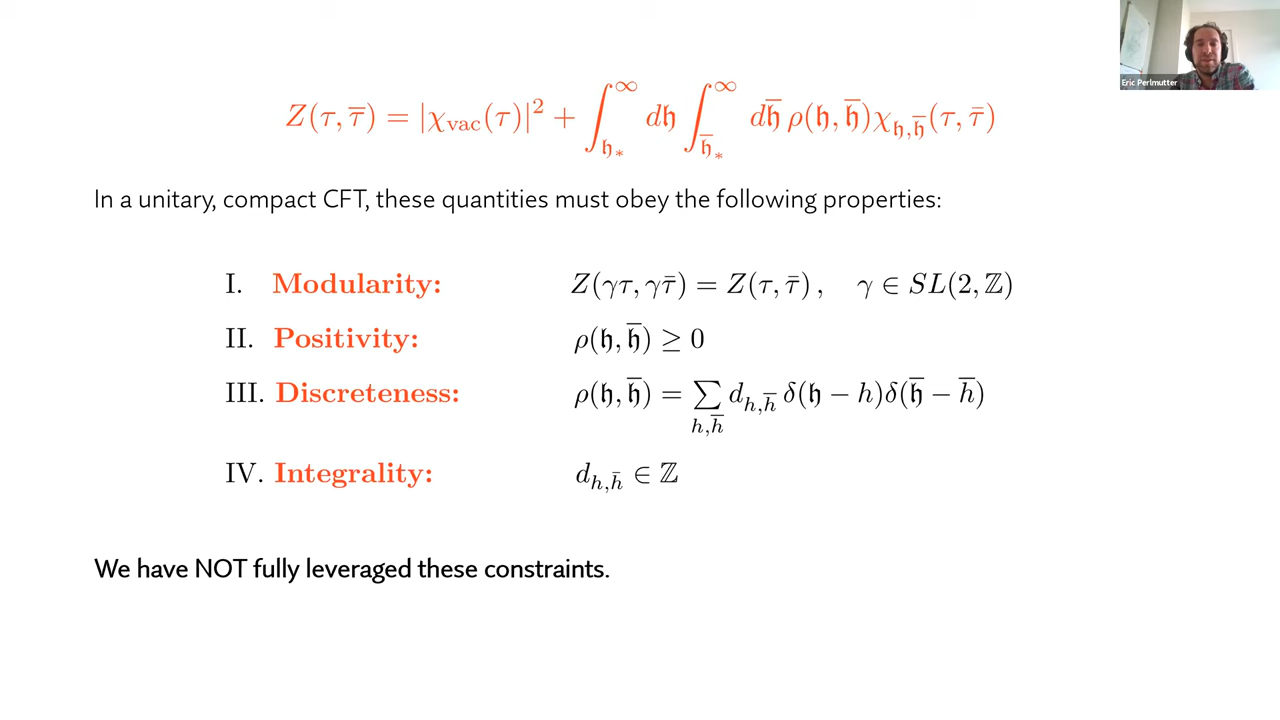 Eric Perlmutter
Z(τ, τ̅) = |χ_vac(τ)|² + ∫_{𝔥_*}^∞ d𝔥 ∫_{𝔥̅_*}^∞ d𝔥̅ ρ(𝔥, 𝔥̅)χ_{𝔥,𝔥̅}(τ, τ̄)
In a unitary, compact CFT, these quantities must obey the following properties:
I. Modularity: Z(γτ, γτ̄) = Z(τ, τ̄) , γ ∈ SL(2, ℤ)
II. Positivity: ρ(𝔥, 𝔥̅) ≥ 0
III. Discreteness: ρ(𝔥, 𝔥̅) = ∑_{h,h̅} d_{h,h̅} δ(𝔥 − h)δ(𝔥̅ − h̅)
IV. Integrality: d_{h,h̄} ∈ ℤ
We have NOT fully leveraged these constraints.